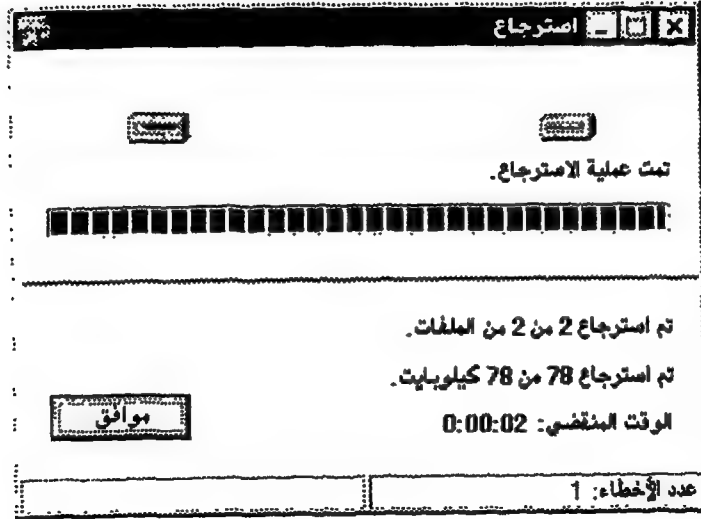 استرجاع
تمت عملية الاسترجاع.
تم استرجاع 2 من 2 من الملفات.
تم استرجاع 78 من 78 كيلوبايت.
الوقت المنقضي: 0:00:02
موافق
عدد الأخطاء: 1